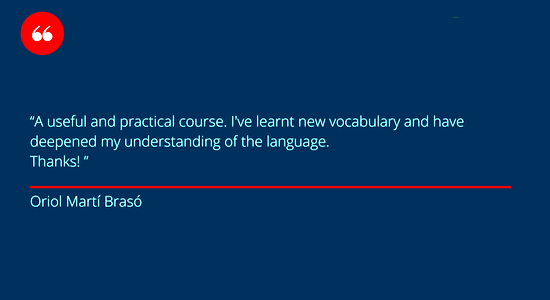 “A useful and practical course. I've learnt new vocabulary and have
deepened my understanding of the language.
Thanks! ”
Oriol Martí Brasó